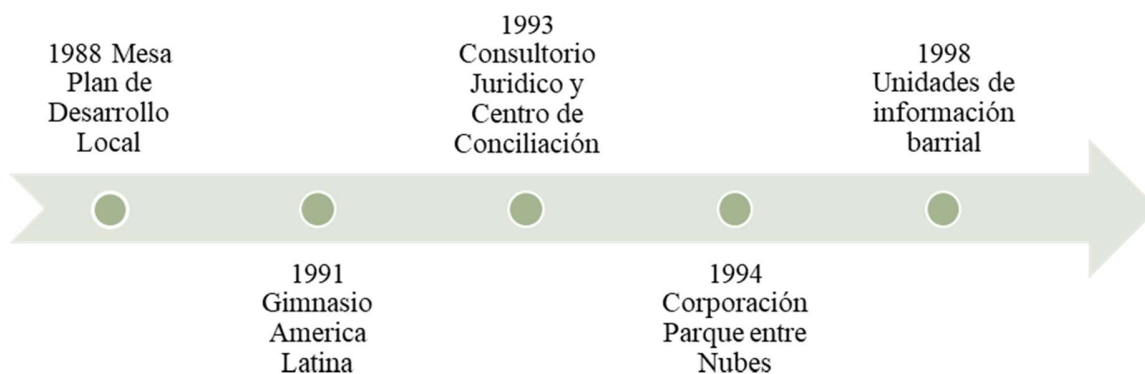 1988 Mesa
Plan de
Desarrollo
Local
1991
Gimnasio
America
Latina
1993
Consultorio
Juridico y
Centro de
Conciliación
1994
Corporación
Parque entre
Nubes
1998
Unidades de
información
barrial